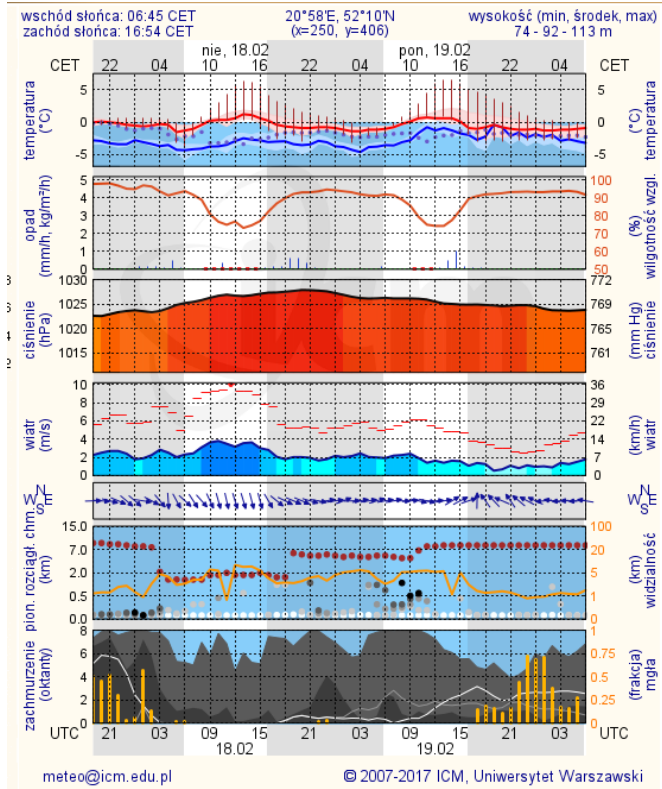 wschód słońca: 06:45 CET 20°58'E, 52°10'N wysokość (min, środek, max)
zachód słońca: 16:54 CET (x=250, y=406) 74 - 92 - 113 m
nie, 18.02 pon, 19.02
CET 22 04 10 16 22 04 10 16 22 04 CET
temperatura (°C) 5 0 -5 5 0 -5 (°C) temperatura
opad (mm/h, kg/m²/h) 5 4 3 2 1 0 100 90 80 70 60 50 (%) wilgotność wzgl.
ciśnienie (hPa) 1030 1025 1020 1015 772 769 765 761 (mm Hg) ciśnienie
wiatr (m/s) 10 8 6 4 2 0 36 29 22 14 7 0 (km/h) wiatr
N W E S N W E S
pion. rozciągł. chm. (km) 15.0 7.0 2.0 0.5 0.0 100 20 5 1 0 (km) widzialność
zachmurzenie (oktanty) 8 6 4 2 0 1 0.75 0.5 0.25 0 (frakcja) mgła
UTC 21 03 09 15 21 03 09 15 21 03 UTC
18.02 19.02
meteo@icm.edu.pl © 2007-2017 ICM, Uniwersytet Warszawski